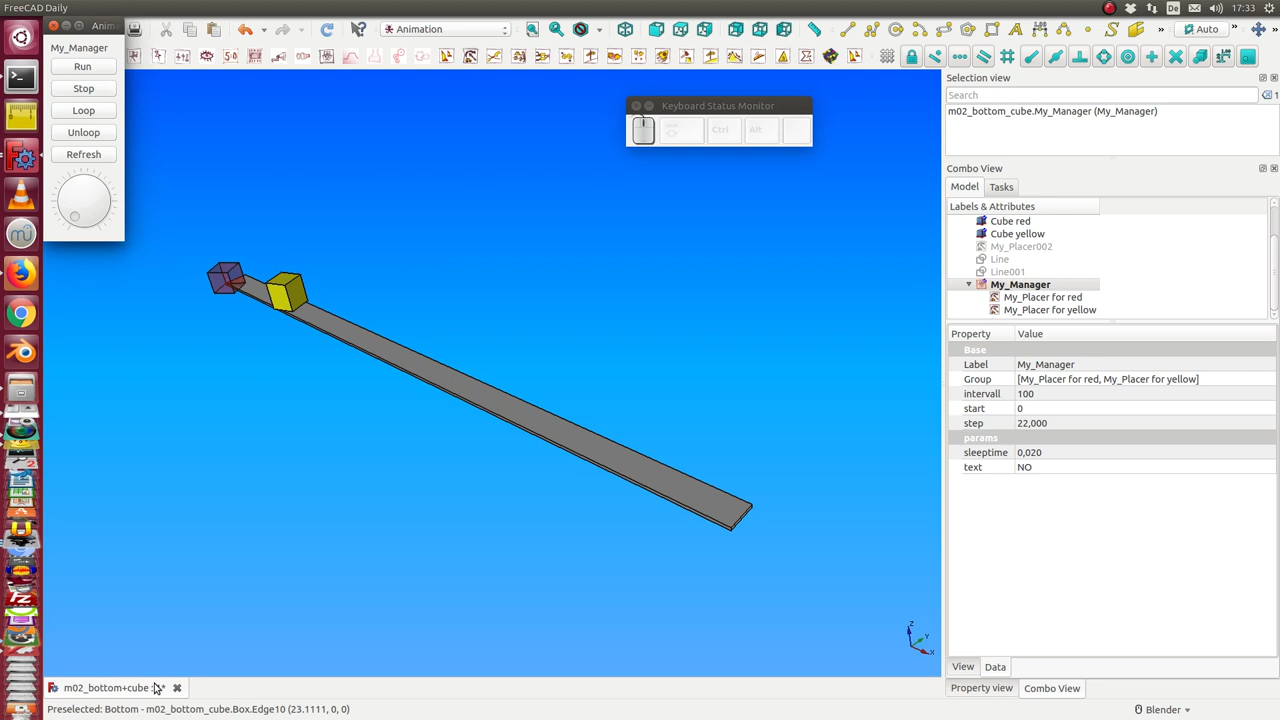 FreeCAD Daily
De
17:33
Anim
Animation
Auto
My_Manager
Run
Stop
Loop
Unloop
Refresh
Keyboard Status Monitor
Ctrl
Alt
Selection view
Search
1
m02_bottom_cube.My_Manager (My_Manager)
Combo View
Model
Tasks
Labels & Attributes
Cube red
Cube yellow
My_Placer002
Line
Line001
My_Manager
My_Placer for red
My_Placer for yellow
Property
Value
Base
Label
My_Manager
Group
[My_Placer for red, My_Placer for yellow]
intervall
100
start
0
step
22,000
params
sleeptime
0,020
text
NO
Z
Y
X
View
Data
m02_bottom+cube :
Property view
Combo View
Preselected: Bottom - m02_bottom_cube.Box.Edge10 (23.1111, 0, 0)
Blender